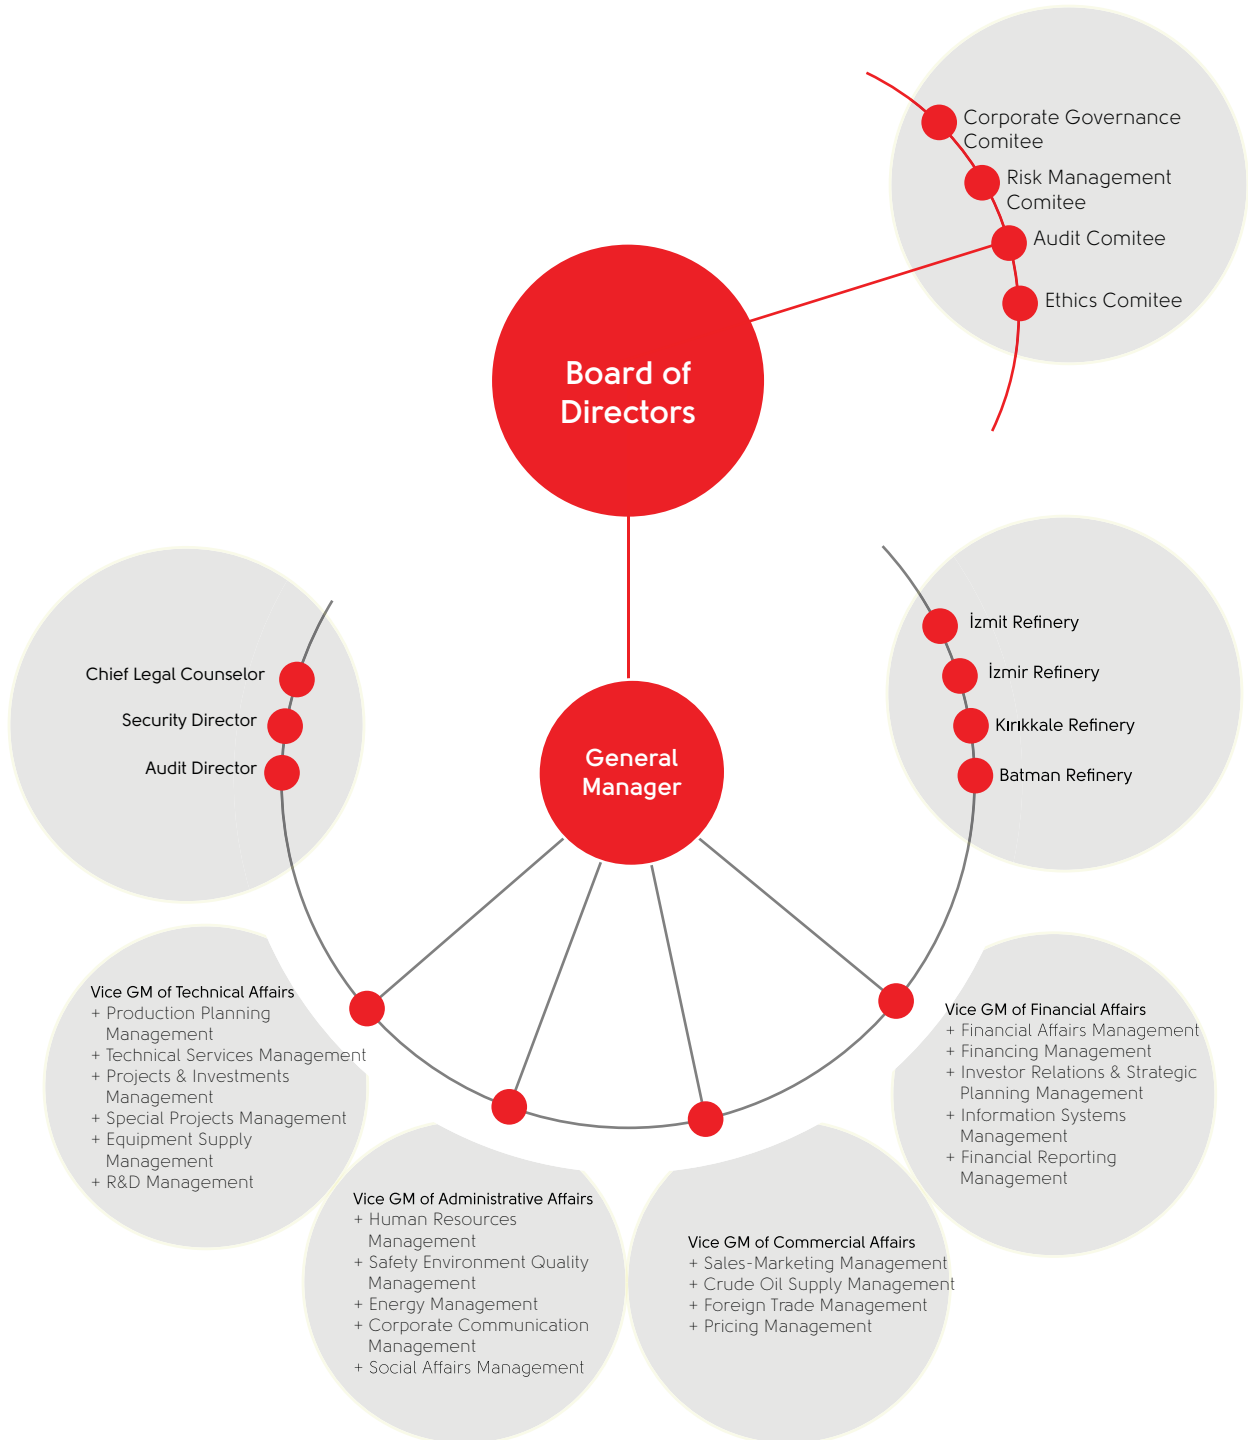 Corporate Governance
Comitee
Risk Management
Comitee
Audit Comitee
Ethics Comitee
Board of
Directors
Chief Legal Counselor
Security Director
Audit Director
General
Manager
İzmit Refinery
İzmir Refinery
Kırıkkale Refinery
Batman Refinery
Vice GM of Technical Affairs
+ Production Planning
Management
+ Technical Services Management
+ Projects & Investments
Management
+ Special Projects Management
+ Equipment Supply
Management
+ R&D Management
Vice GM of Administrative Affairs
+ Human Resources
Management
+ Safety Environment Quality
Management
+ Energy Management
+ Corporate Communication
Management
+ Social Affairs Management
Vice GM of Commercial Affairs
+ Sales-Marketing Management
+ Crude Oil Supply Management
+ Foreign Trade Management
+ Pricing Management
Vice GM of Financial Affairs
+ Financial Affairs Management
+ Financing Management
+ Investor Relations & Strategic
Planning Management
+ Information Systems
Management
+ Financial Reporting
Management